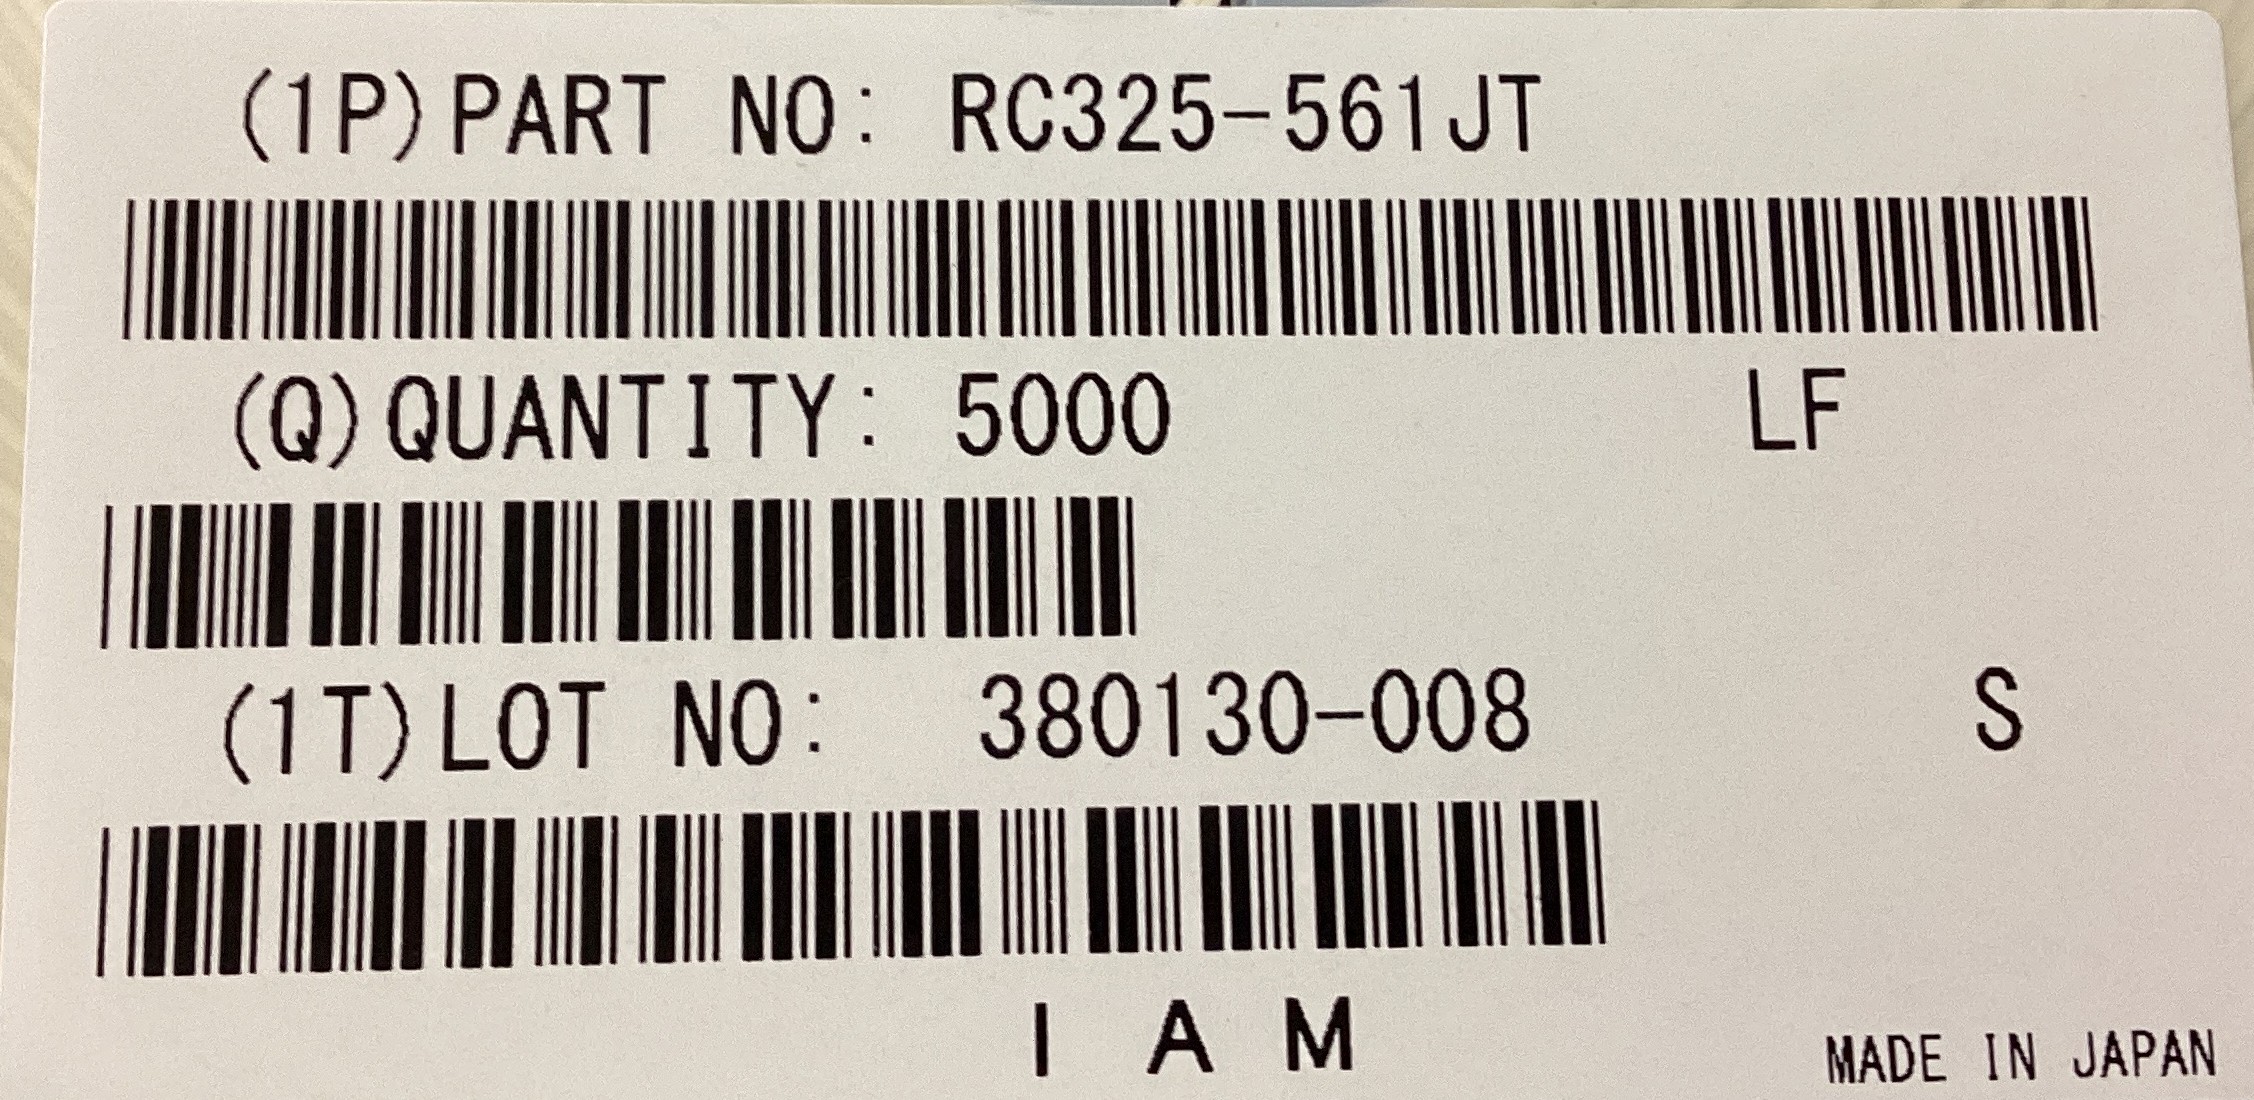 (1P)PART NO: RC325-561JT
(Q)QUANTITY: 5000 LF
(1T)LOT NO: 380130-008 S
I A M
MADE IN JAPAN